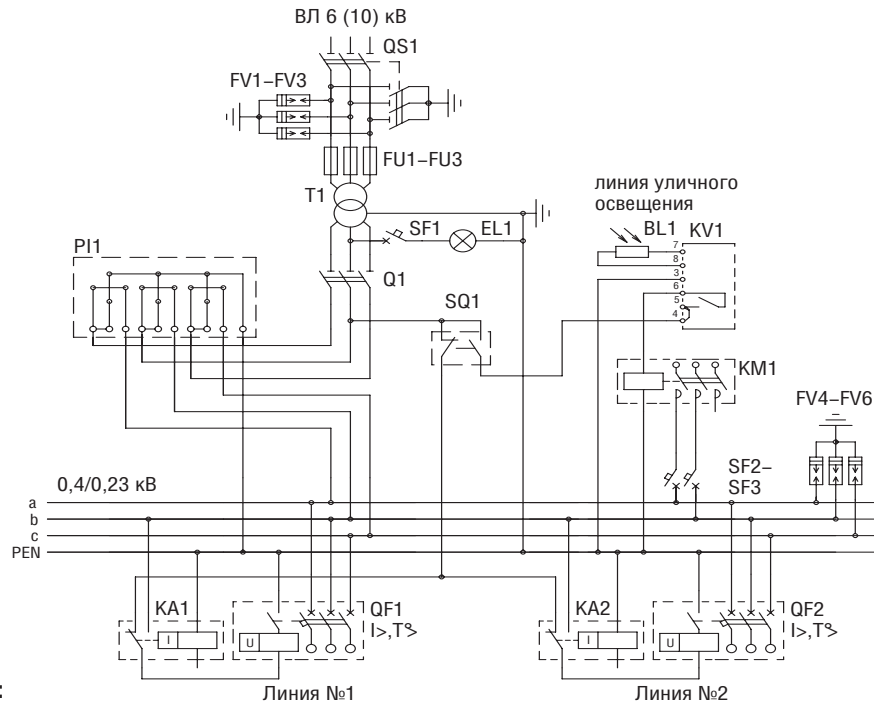 ВЛ 6 (10) кВ
QS1
FV1–FV3
FU1–FU3
T1
линия уличного
освещения
SF1
EL1
BL1
KV1
7
8
3
6
5
4
PI1
Q1
SQ1
KM1
FV4–FV6
SF2–
SF3
0,4/0,23 кВ
a
b
c
PEN
KA1
I
QF1
I>,T°>
U
KA2
I
QF2
I>,T°>
U
:
Линия №1
Линия №2